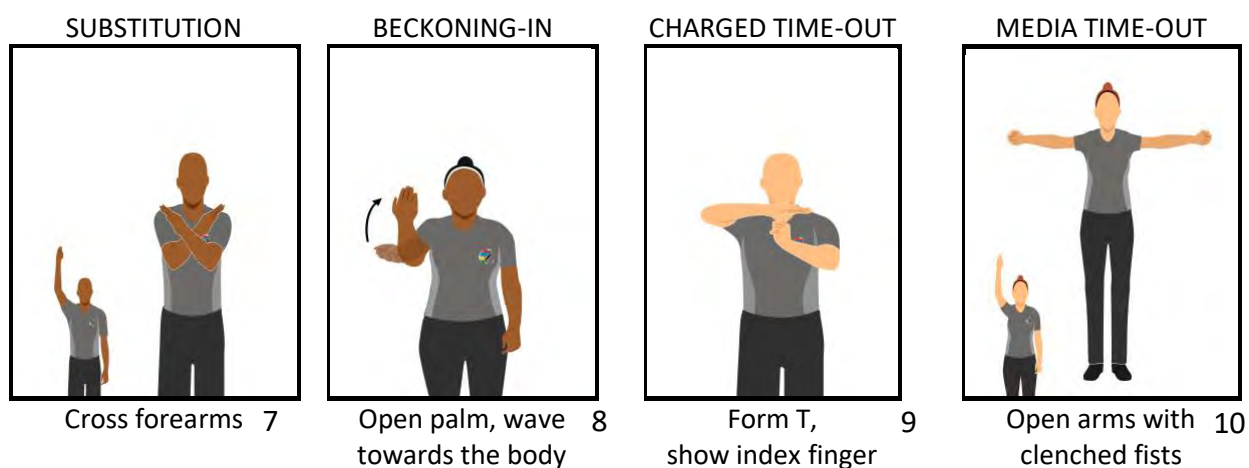 SUBSTITUTION
BECKONING-IN
CHARGED TIME-OUT
MEDIA TIME-OUT
Cross forearms 7
Open palm, wave 8
towards the body
Form T, 9
show index finger
Open arms with 10
clenched fists